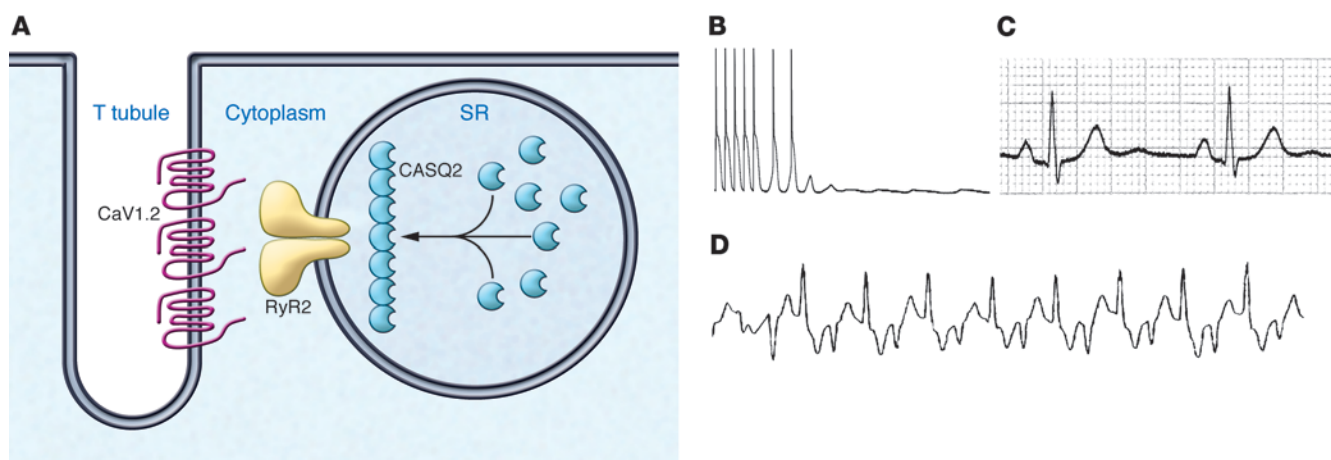 A
B
C
T tubule
Cytoplasm
SR
CASQ2
CaV1.2
RyR2
D